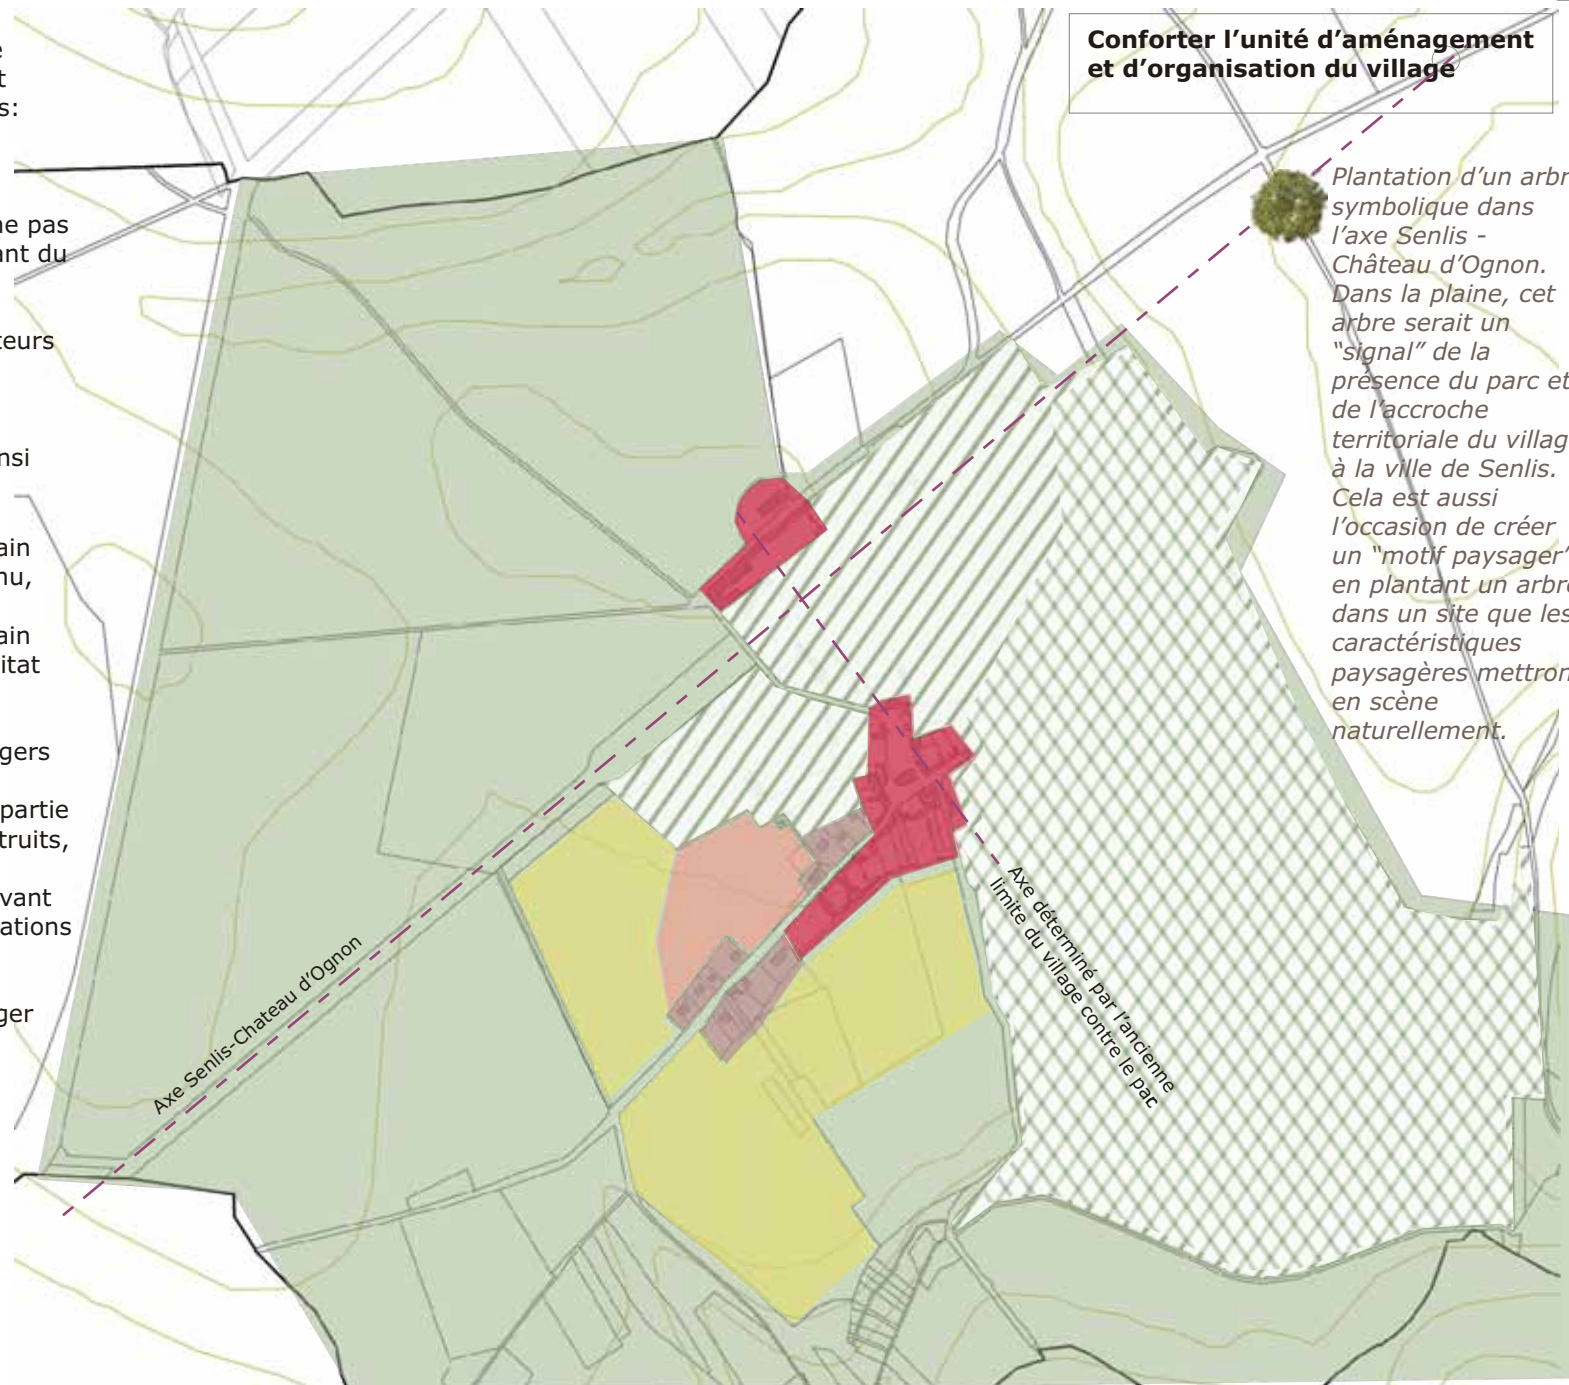 t
s:
ne pas
ant du
teurs
nsi
ain
nu,
ain
itat
gers
partie
truits,
vant
ations
ger
Conforter l’unité d’aménagement
et d’organisation du village
Plantation d’un arbr
symbolique dans
l’axe Senlis -
Château d’Ognon.
Dans la plaine, cet
arbre serait un
“signal” de la
présence du parc et
de l’accroche
territoriale du villag
à la ville de Senlis.
Cela est aussi
l’occasion de créer
un “motif paysager”
en plantant un arbre
dans un site que les
caractéristiques
paysagères mettron
en scène
naturellement.
Axe Senlis-Chateau d’Ognon
Axe déterminé par l’ancienne
limite du village contre le pac